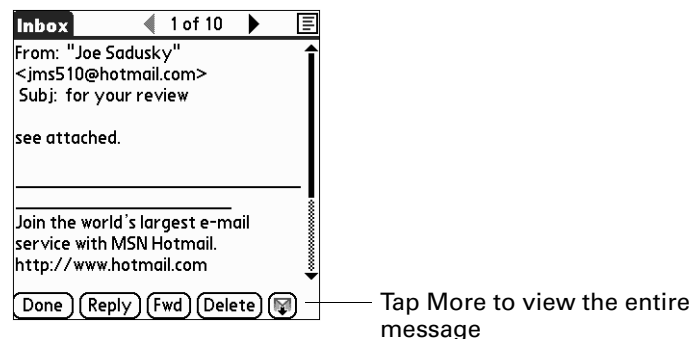 Inbox 1 of 10
From: "Joe Sadusky"
<jms510@hotmail.com>
Subj: for your review
see attached.
Join the world's largest e-mail
service with MSN Hotmail.
http://www.hotmail.com
Done Reply Fwd Delete
Tap More to view the entire
message